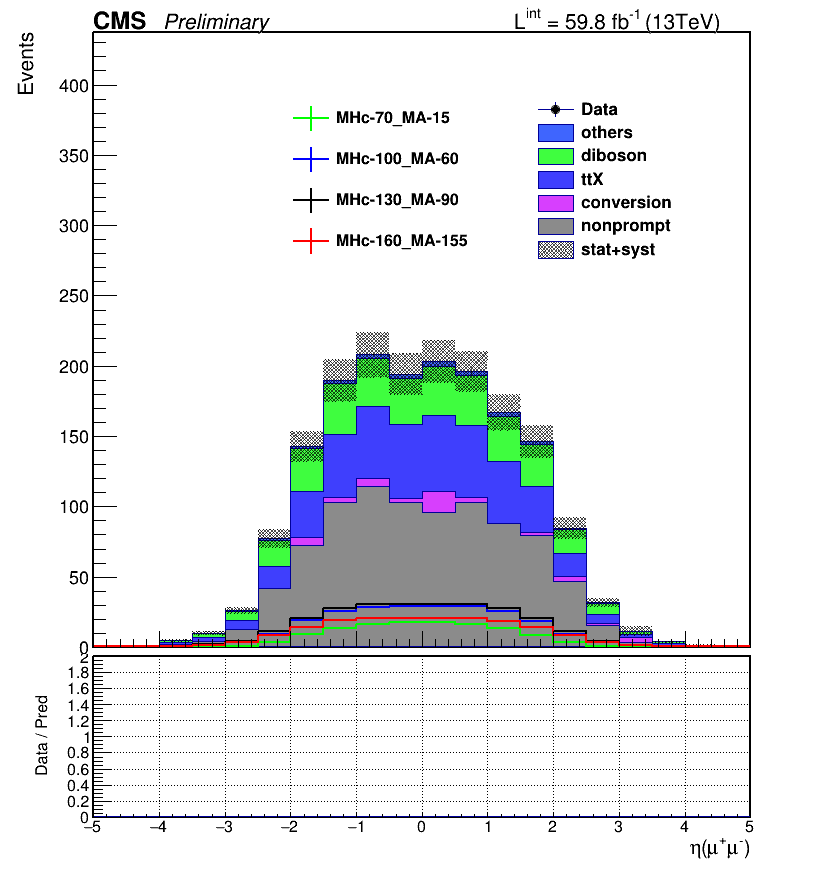 CMS Preliminary L^int = 59.8 fb^-1 (13TeV)
Events
400
350
300
250
200
150
100
50
0
MHc-70_MA-15
MHc-100_MA-60
MHc-130_MA-90
MHc-160_MA-155
Data
others
diboson
ttX
conversion
nonprompt
stat+syst
Data / Pred
2
1.8
1.6
1.4
1.2
1
0.8
0.6
0.4
0.2
0
−5 −4 −3 −2 −1 0 1 2 3 4 5
η(μ⁺μ⁻)